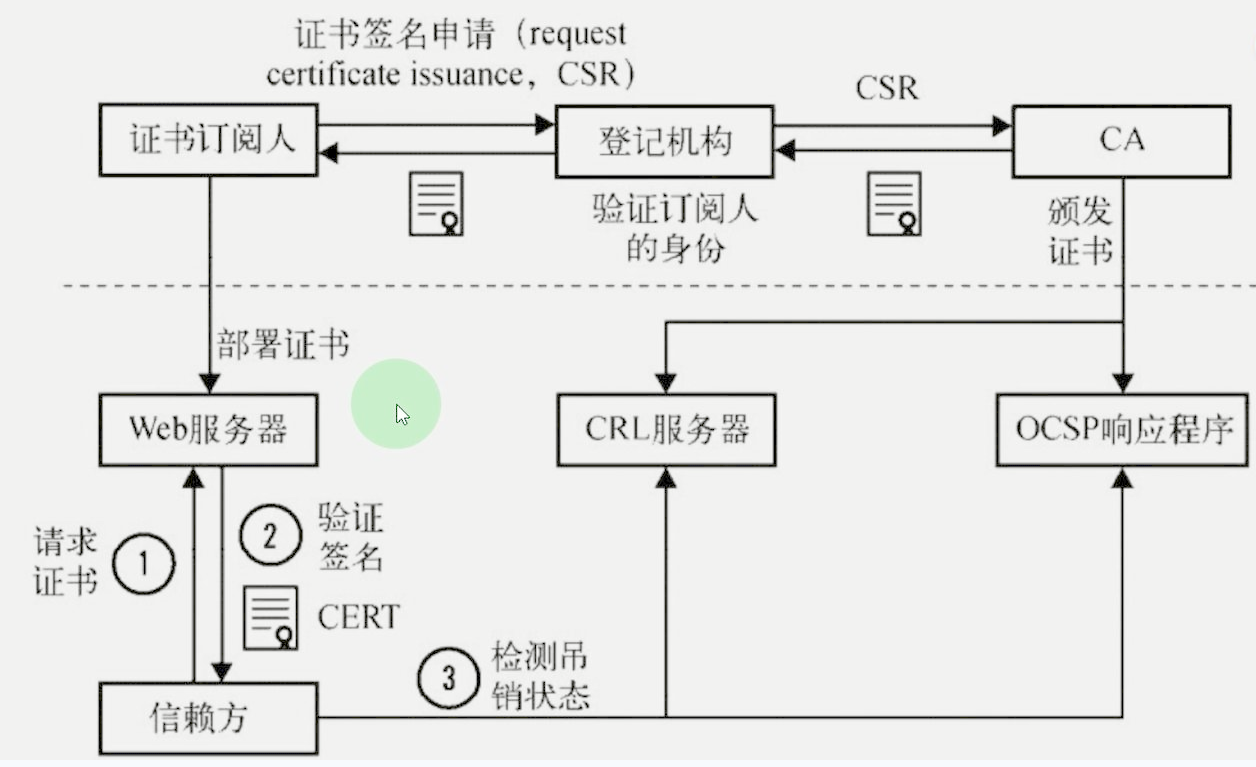 证书签名申请（request
certificate issuance，CSR）
CSR
证书订阅人
登记机构
CA
验证订阅人
的身份
颁发
证书
部署证书
Web服务器
CRL服务器
OCSP响应程序
请求
证书
1
2
验证
签名
CERT
3
检测吊
销状态
信赖方